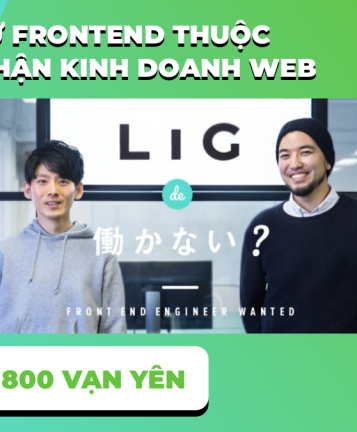 Ư FRONTEND THUỘC
HẬN KINH DOANH WEB
LIG
de
働かない？
FRONT END ENGINEER WANTED
800 VẠN YÊN